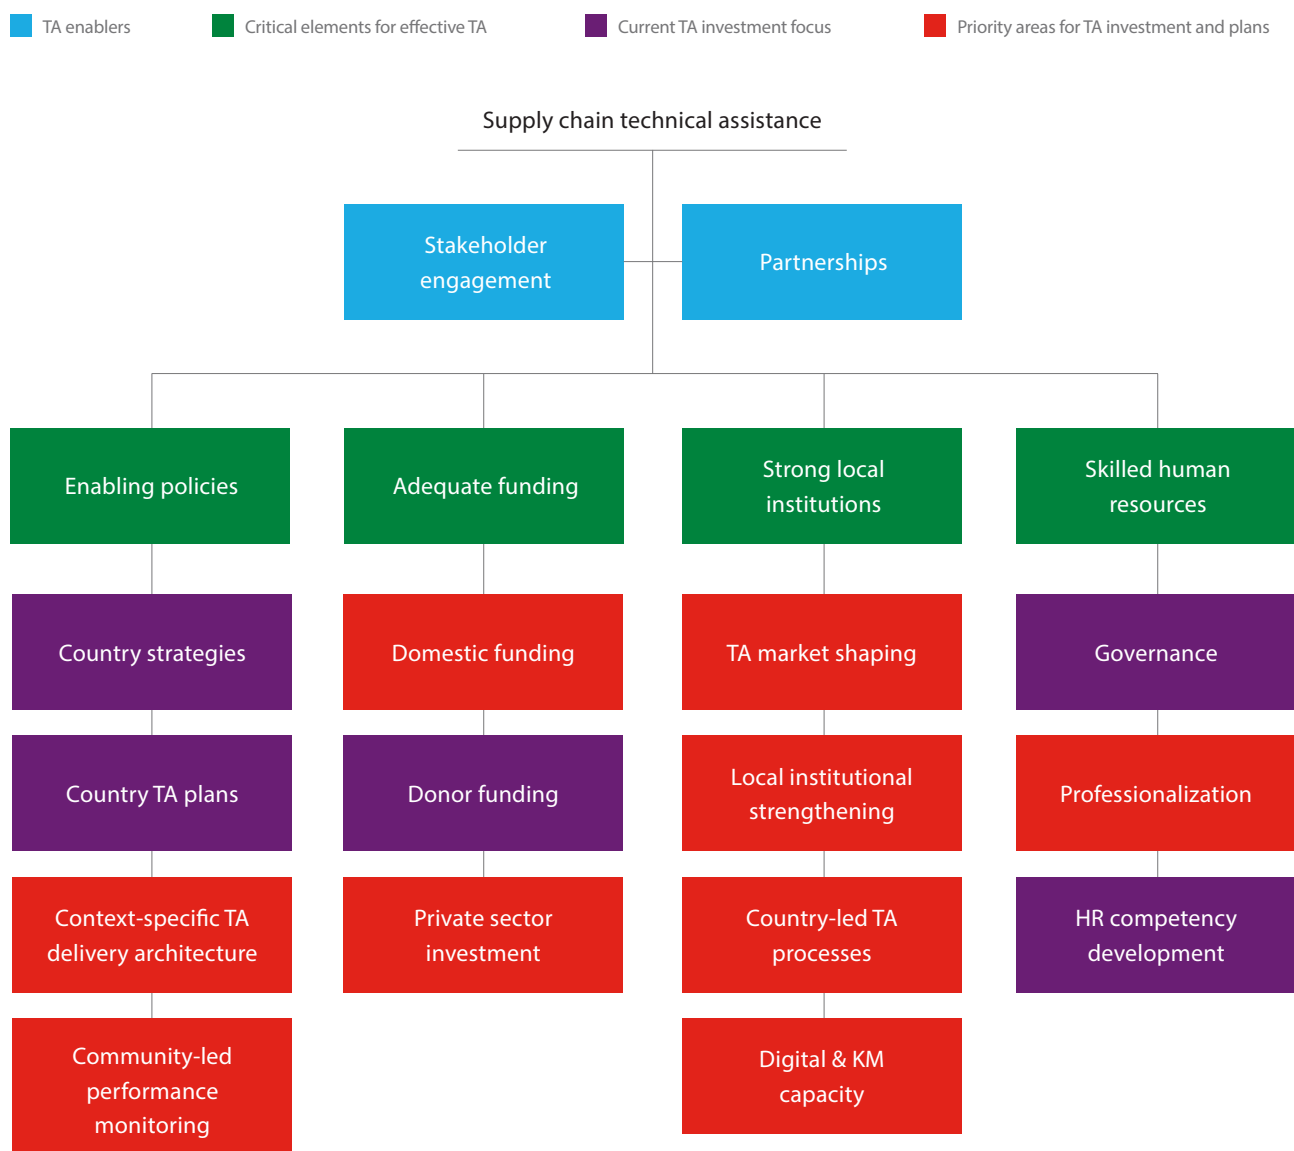 TA enablers
Critical elements for effective TA
Current TA investment focus
Priority areas for TA investment and plans
Supply chain technical assistance
Stakeholder
engagement
Partnerships
Enabling policies
Adequate funding
Strong local
institutions
Skilled human
resources
Country strategies
Domestic funding
TA market shaping
Governance
Country TA plans
Donor funding
Local institutional
strengthening
Professionalization
Context-specific TA
delivery architecture
Private sector
investment
Country-led TA
processes
HR competency
development
Community-led
performance
monitoring
Digital & KM
capacity